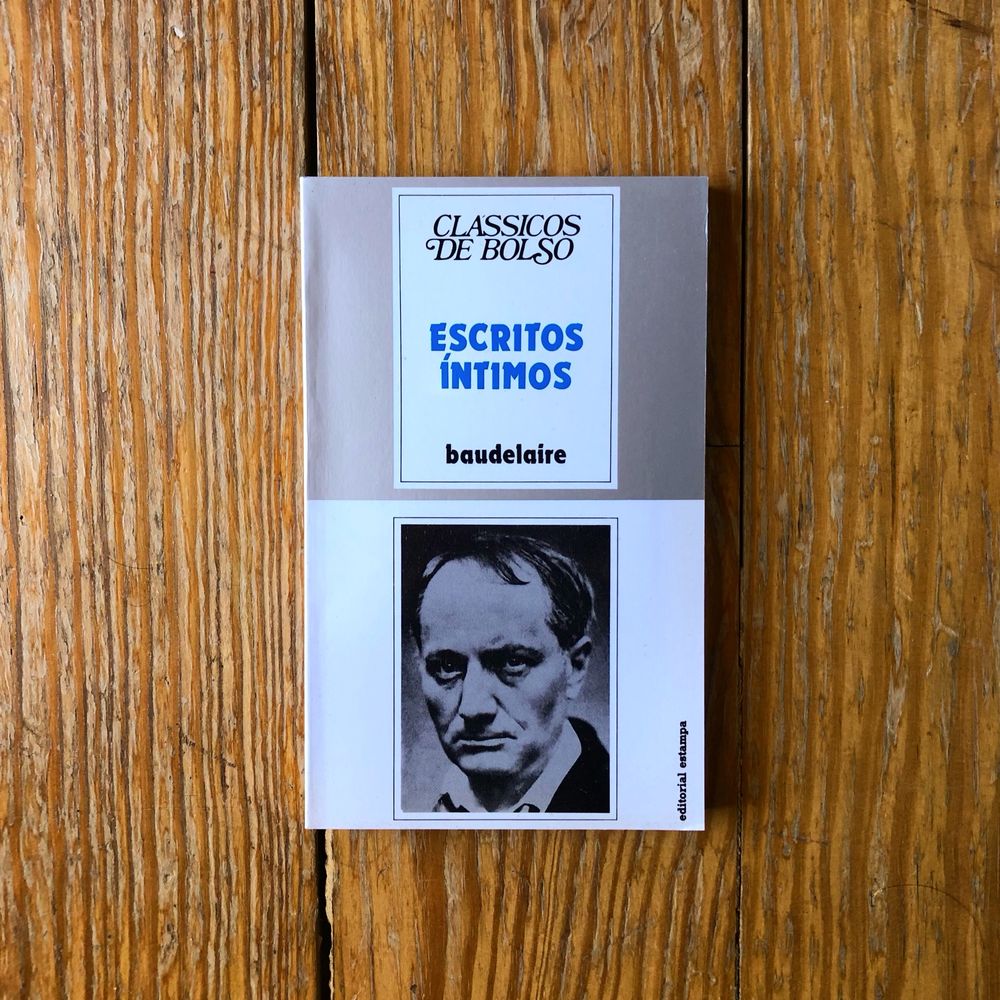 CLÁSSICOS
DE BOLSO
ESCRITOS
ÍNTIMOS
baudelaire
editorial estampa